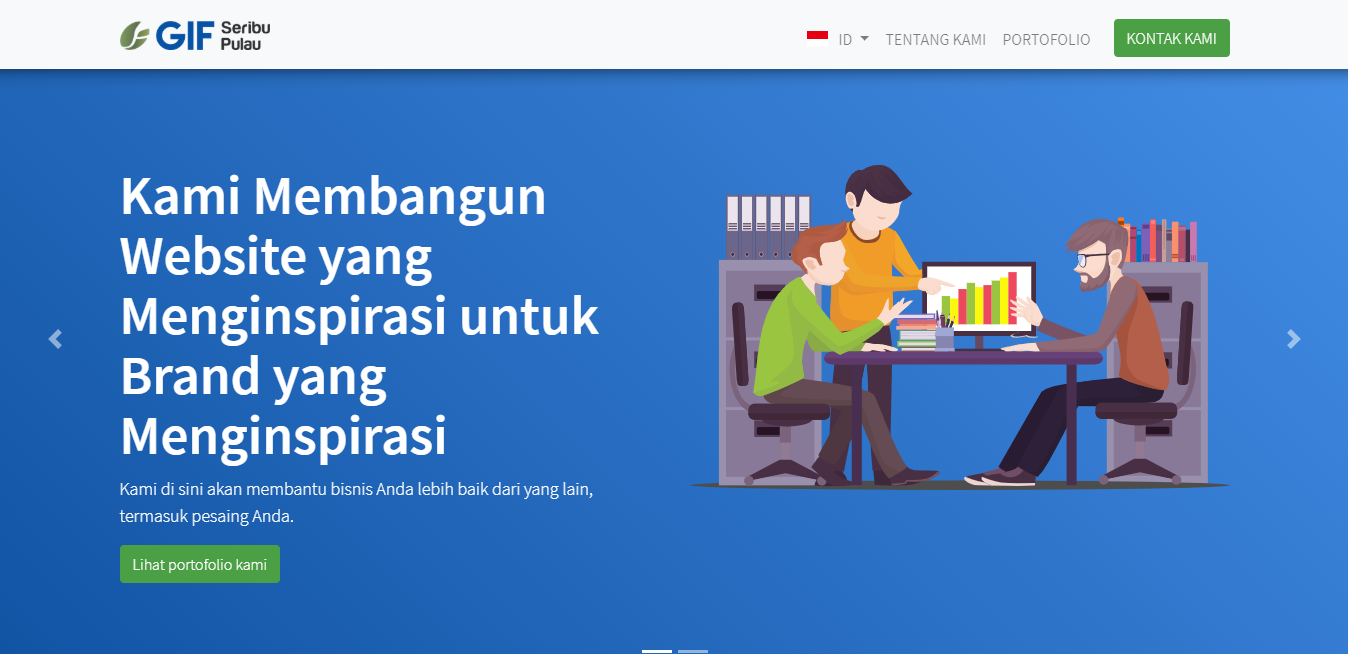 GIF Seribu
Pulau
ID
TENTANG KAMI
PORTOFOLIO
KONTAK KAMI
Kami Membangun
Website yang
Menginspirasi untuk
Brand yang
Menginspirasi
Kami di sini akan membantu bisnis Anda lebih baik dari yang lain,
termasuk pesaing Anda.
Lihat portofolio kami